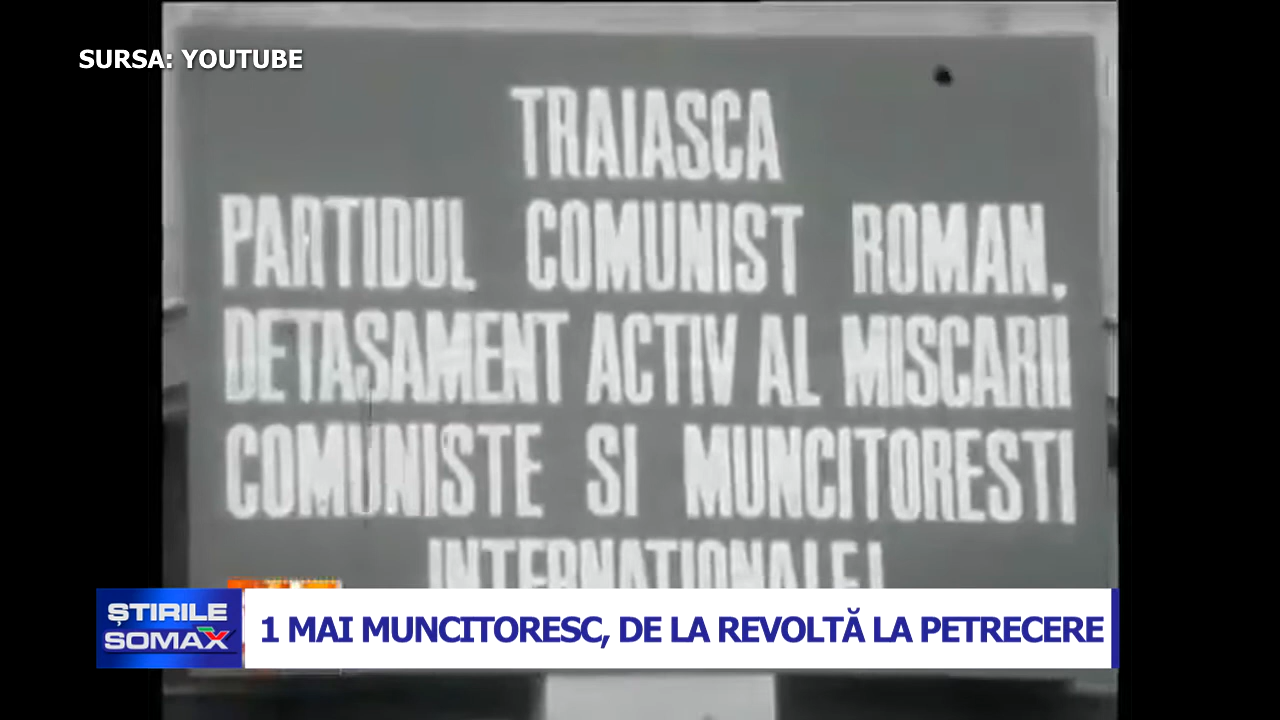 SURSA: YOUTUBE
TRAIASCA
PARTIDUL COMUNIST ROMAN,
DETASAMENT ACTIV AL MISCARII
COMUNISTE SI MUNCITORESTI
INTERNATIONALE!
ȘTIRILE
SOMAX
1 MAI MUNCITORESC, DE LA REVOLTĂ LA PETRECERE